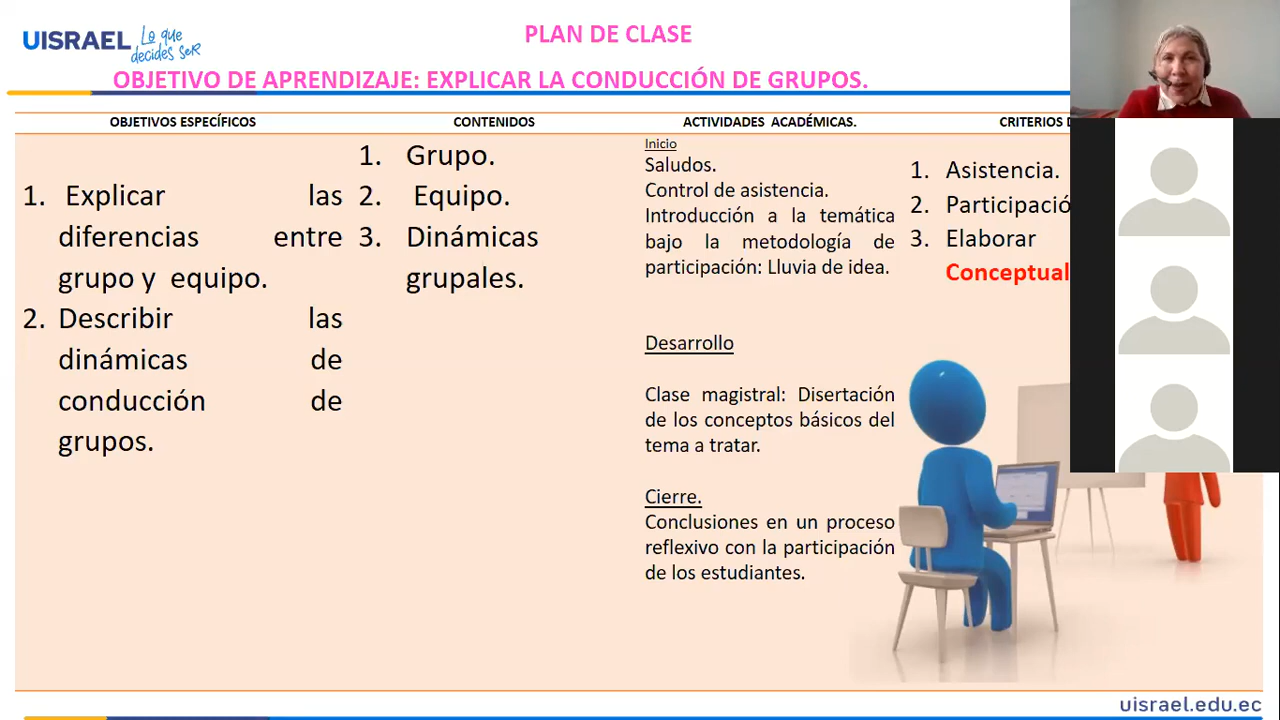 UISRAEL Lo que decides seR
PLAN DE CLASE
OBJETIVO DE APRENDIZAJE: EXPLICAR LA CONDUCCIÓN DE GRUPOS.
OBJETIVOS ESPECÍFICOS
1. Explicar las
diferencias entre
grupo y equipo.
2. Describir las
dinámicas de
conducción de
grupos.
CONTENIDOS
1. Grupo.
2. Equipo.
3. Dinámicas
grupales.
ACTIVIDADES ACADÉMICAS.
Inicio
Saludos.
Control de asistencia.
Introducción a la temática
bajo la metodología de
participación: Lluvia de idea.
Desarrollo
Clase magistral: Disertación
de los conceptos básicos del
tema a tratar.
Cierre.
Conclusiones en un proceso
reflexivo con la participación
de los estudiantes.
CRITERIOS D
1. Asistencia.
2. Participació
3. Elaborar
Conceptual
uisrael.edu.ec